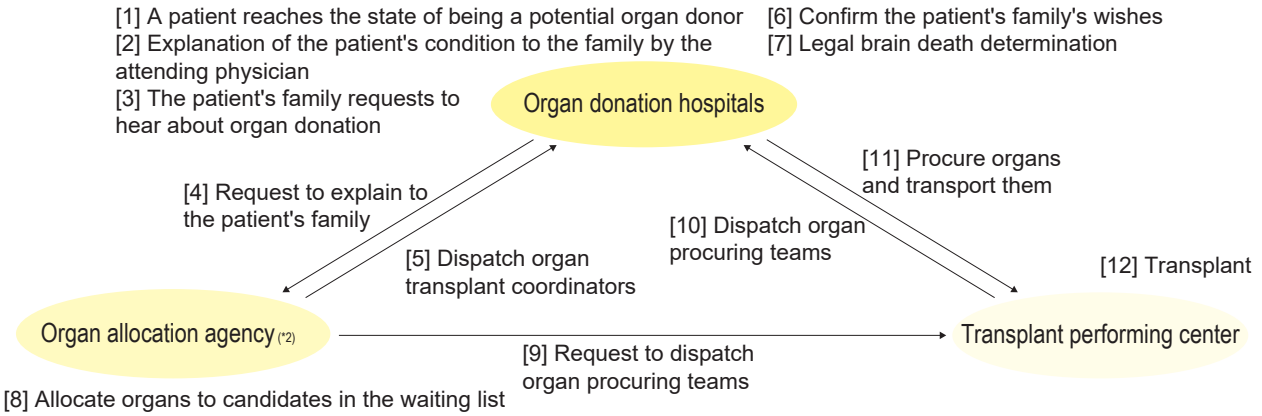 [1] A patient reaches the state of being a potential organ donor
[2] Explanation of the patient's condition to the family by the
attending physician
[3] The patient's family requests to
hear about organ donation
[6] Confirm the patient's family's wishes
[7] Legal brain death determination
Organ donation hospitals
[4] Request to explain to
the patient's family
[5] Dispatch organ
transplant coordinators
[11] Procure organs
and transport them
[10] Dispatch organ
procuring teams
[12] Transplant
Organ allocation agency (*2)
Transplant performing center
[9] Request to dispatch
organ procuring teams
[8] Allocate organs to candidates in the waiting list